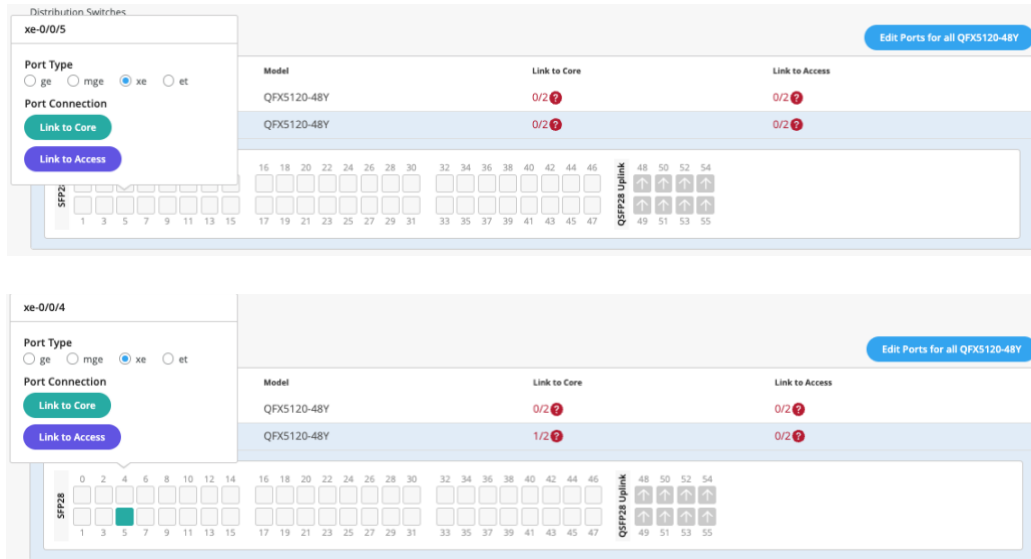 Distribution Switches
xe-0/0/5
Edit Ports for all QFX5120-48Y
Port Type
ge mge xe et
Port Connection
Link to Core
Link to Access
Model Link to Core Link to Access
QFX5120-48Y 0/2 ? 0/2 ?
QFX5120-48Y 0/2 ? 0/2 ?
16 18 20 22 24 26 28 30 32 34 36 38 40 42 44 46 48 50 52 54
SFP28
QSFP28 Uplink
1 3 5 7 9 11 13 15 17 19 21 23 25 27 29 31 33 35 37 39 41 43 45 47 49 51 53 55
xe-0/0/4
Edit Ports for all QFX5120-48Y
Port Type
ge mge xe et
Port Connection
Link to Core
Link to Access
Model Link to Core Link to Access
QFX5120-48Y 0/2 ? 0/2 ?
QFX5120-48Y 1/2 ? 0/2 ?
0 2 4 6 8 10 12 14 16 18 20 22 24 26 28 30 32 34 36 38 40 42 44 46 48 50 52 54
SFP28
QSFP28 Uplink
1 3 5 7 9 11 13 15 17 19 21 23 25 27 29 31 33 35 37 39 41 43 45 47 49 51 53 55